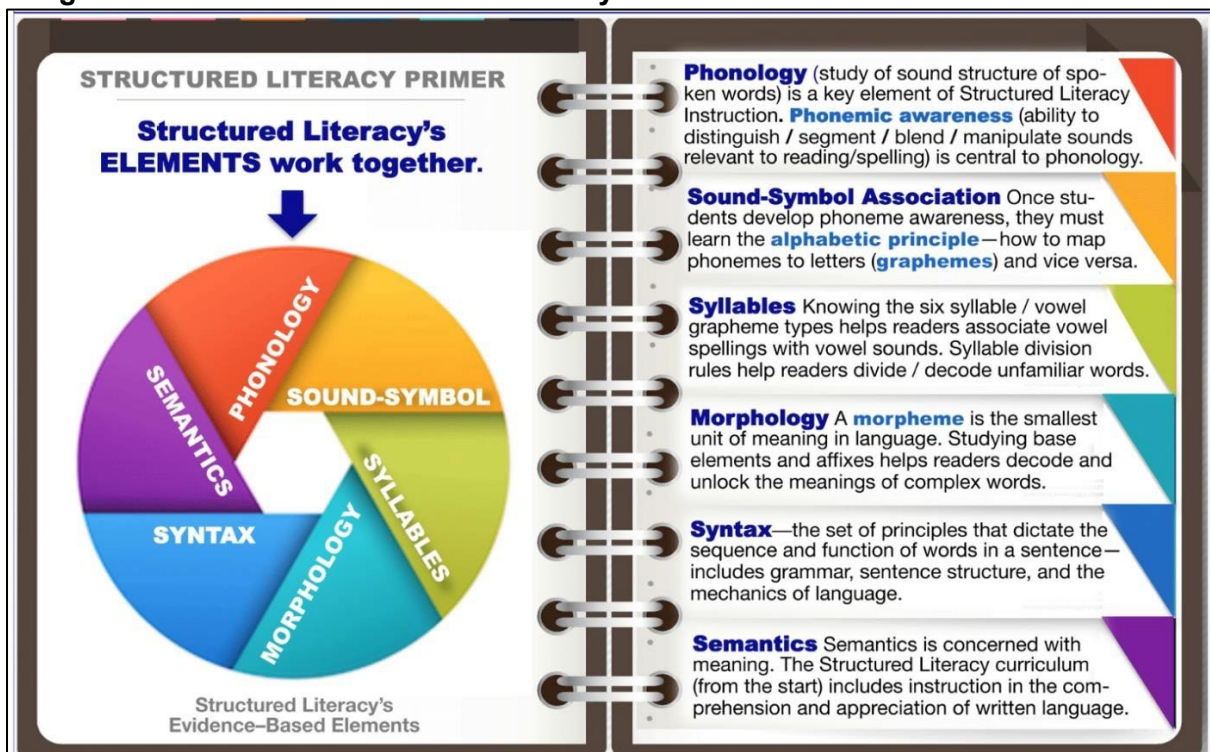 STRUCTURED LITERACY PRIMER
Structured Literacy's
ELEMENTS work together.
PHONOLOGY
SOUND-SYMBOL
SYLLABLES
MORPHOLOGY
SYNTAX
SEMANTICS
Structured Literacy's
Evidence–Based Elements
Phonology (study of sound structure of spo-
ken words) is a key element of Structured Literacy
Instruction. Phonemic awareness (ability to
distinguish / segment / blend / manipulate sounds
relevant to reading/spelling) is central to phonology.
Sound-Symbol Association Once stu-
dents develop phoneme awareness, they must
learn the alphabetic principle—how to map
phonemes to letters (graphemes) and vice versa.
Syllables Knowing the six syllable / vowel
grapheme types helps readers associate vowel
spellings with vowel sounds. Syllable division
rules help readers divide / decode unfamiliar words.
Morphology A morpheme is the smallest
unit of meaning in language. Studying base
elements and affixes helps readers decode and
unlock the meanings of complex words.
Syntax—the set of principles that dictate the
sequence and function of words in a sentence—
includes grammar, sentence structure, and the
mechanics of language.
Semantics Semantics is concerned with
meaning. The Structured Literacy curriculum
(from the start) includes instruction in the com-
prehension and appreciation of written language.